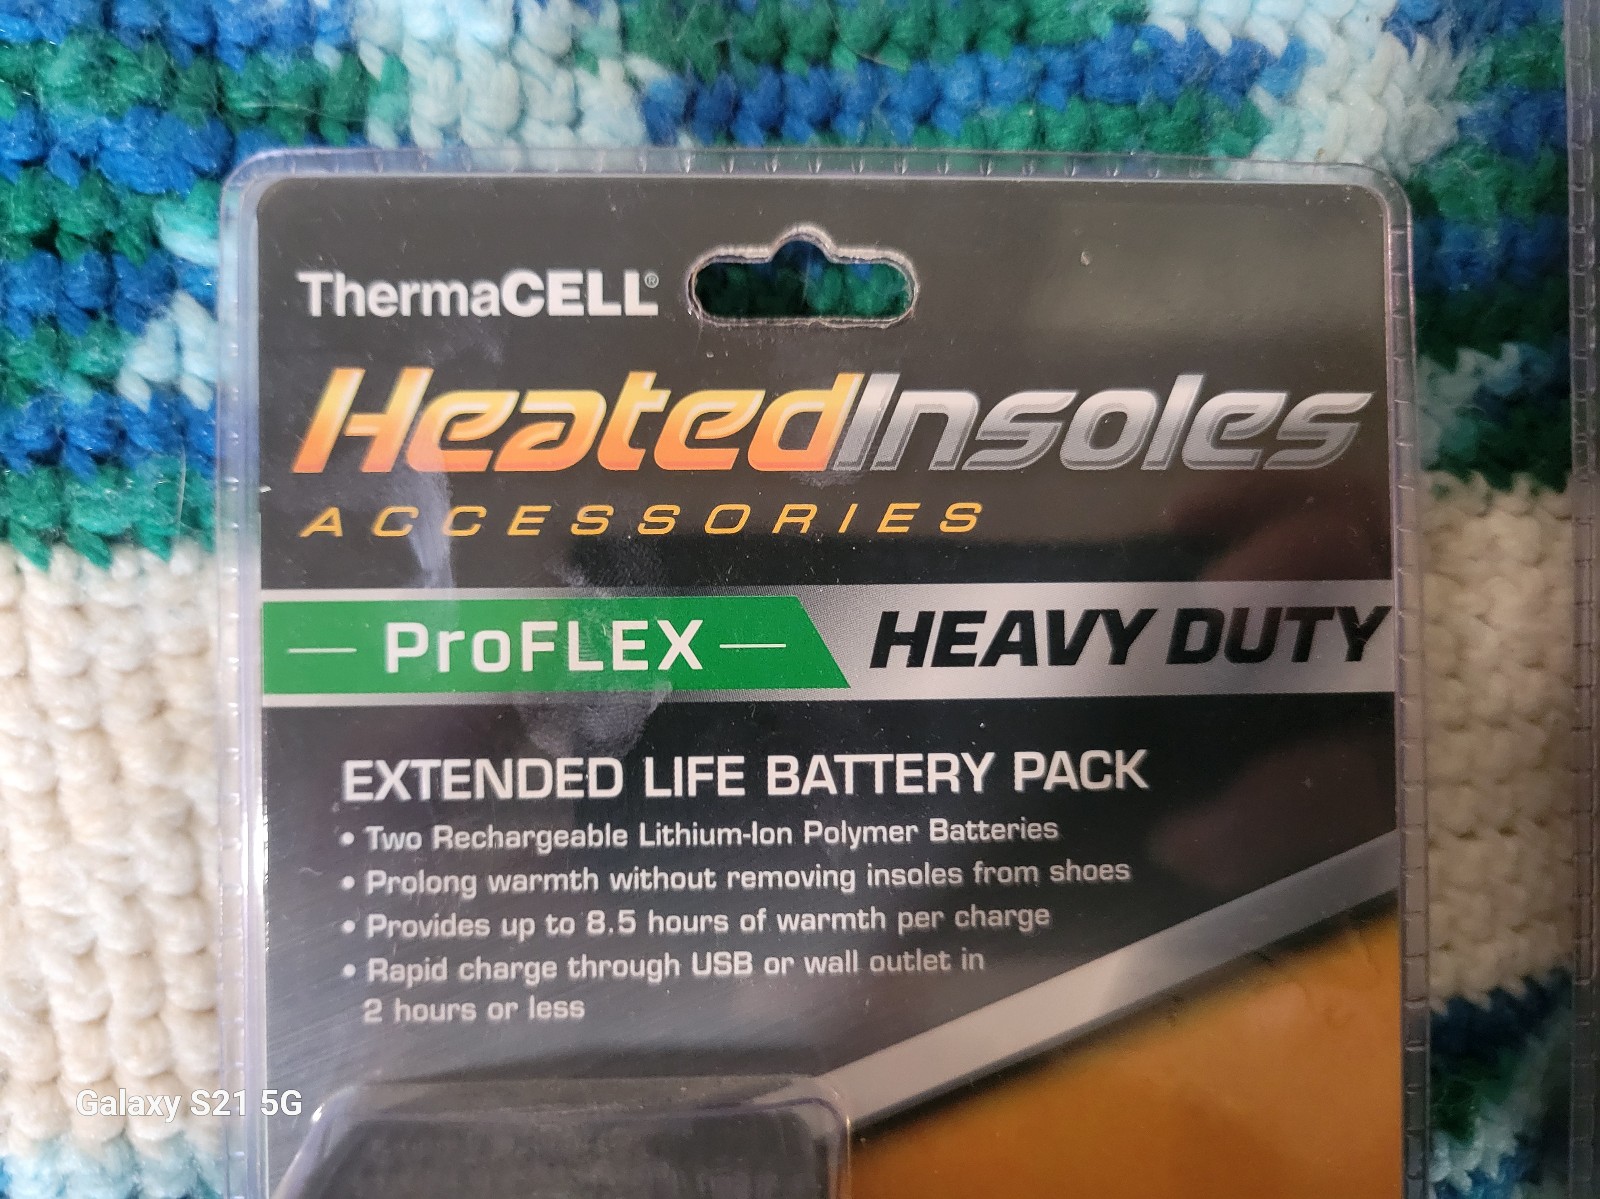 ThermaCELL®
HeatedInsoles
ACCESSORIES
ProFLEX HEAVY DUTY
EXTENDED LIFE BATTERY PACK
• Two Rechargeable Lithium-Ion Polymer Batteries
• Prolong warmth without removing insoles from shoes
• Provides up to 8.5 hours of warmth per charge
• Rapid charge through USB or wall outlet in
2 hours or less
Galaxy S21 5G